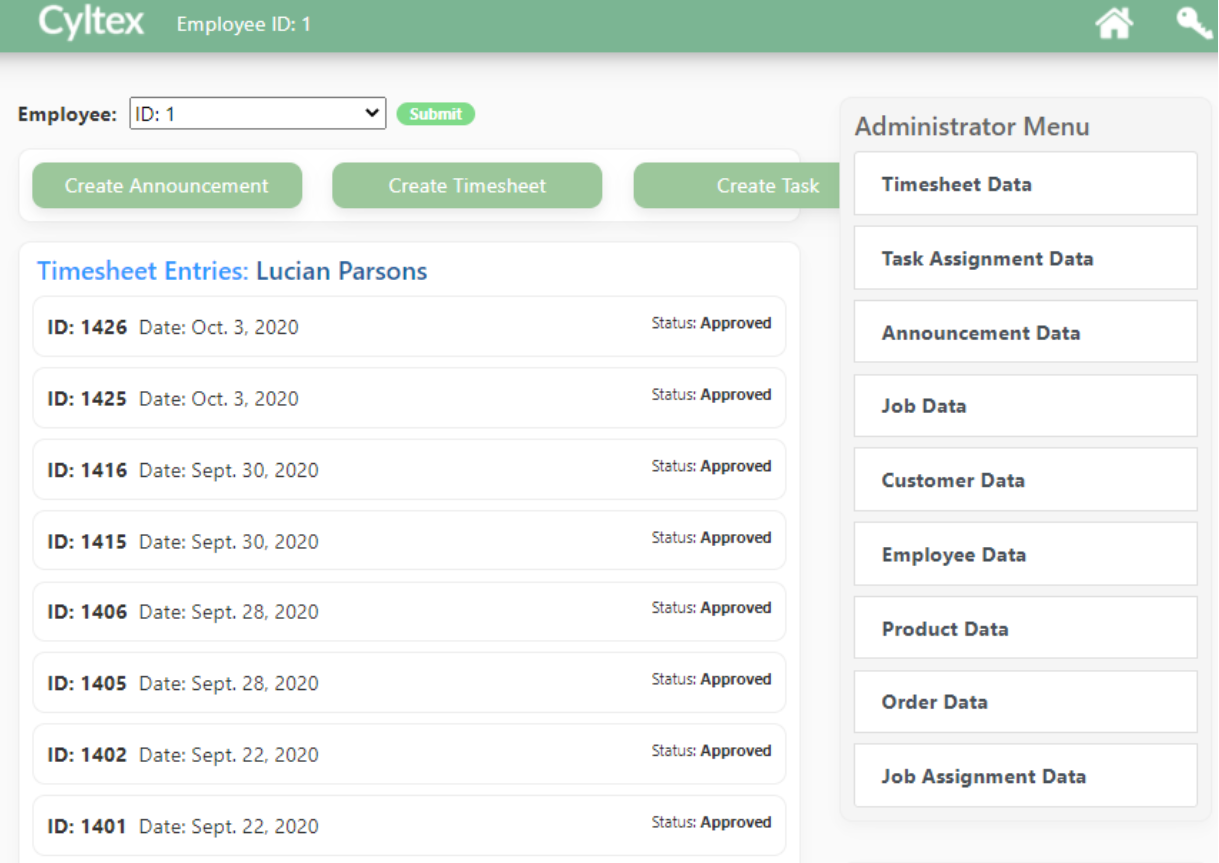 Cyltex Employee ID: 1
Employee: ID: 1 Submit
Create Announcement Create Timesheet Create Task
Timesheet Entries: Lucian Parsons
ID: 1426 Date: Oct. 3, 2020 Status: Approved
ID: 1425 Date: Oct. 3, 2020 Status: Approved
ID: 1416 Date: Sept. 30, 2020 Status: Approved
ID: 1415 Date: Sept. 30, 2020 Status: Approved
ID: 1406 Date: Sept. 28, 2020 Status: Approved
ID: 1405 Date: Sept. 28, 2020 Status: Approved
ID: 1402 Date: Sept. 22, 2020 Status: Approved
ID: 1401 Date: Sept. 22, 2020 Status: Approved
Administrator Menu
Timesheet Data
Task Assignment Data
Announcement Data
Job Data
Customer Data
Employee Data
Product Data
Order Data
Job Assignment Data